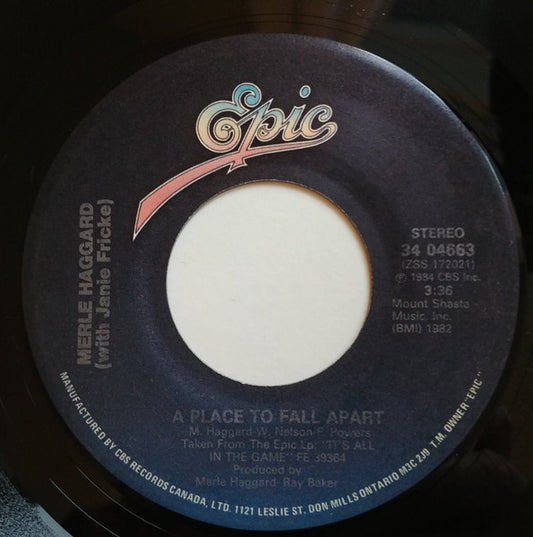 Epic
MERLE HAGGARD
(with Janie Fricke)
STEREO
34 04663
(ZSS 172021)
℗ 1984 CBS Inc.
3:36
Mount Shasta
Music, Inc.
(BMI) 1982
A PLACE TO FALL APART
M. Haggard-W. Nelson-F. Powers
Taken From The Epic Lp: "IT'S ALL
IN THE GAME" FE 39364
Produced by
Merle Haggard-Ray Baker
MANUFACTURED BY CBS RECORDS CANADA, LTD. 1121 LESLIE ST. DON MILLS ONTARIO M3C 2J9 T.M. OWNER "EPIC"